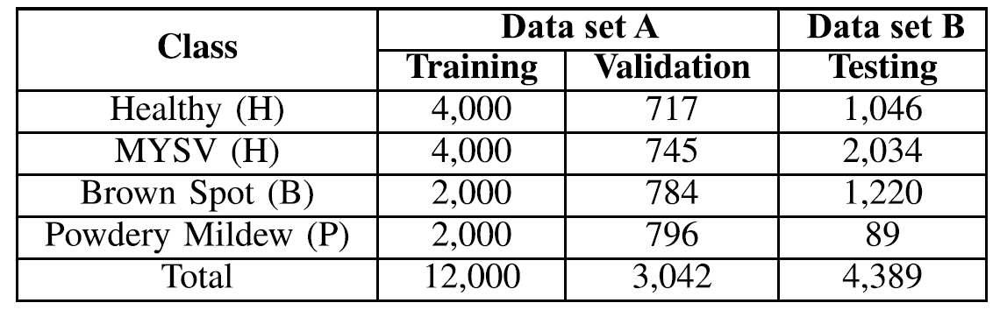 Class Data set A Data set B
Training Validation Testing
Healthy (H) 4,000 717 1,046
MYSV (H) 4,000 745 2,034
Brown Spot (B) 2,000 784 1,220
Powdery Mildew (P) 2,000 796 89
Total 12,000 3,042 4,389